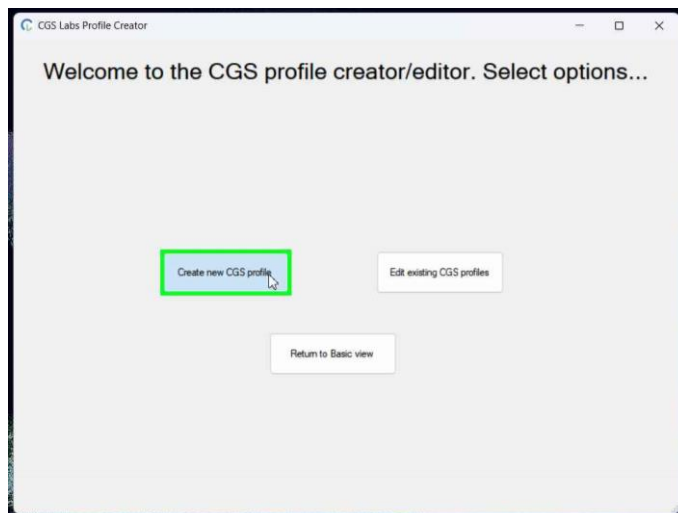 CGS Labs Profile Creator
Welcome to the CGS profile creator/editor. Select options...
Create new CGS profile
Edit existing CGS profiles
Return to Basic view